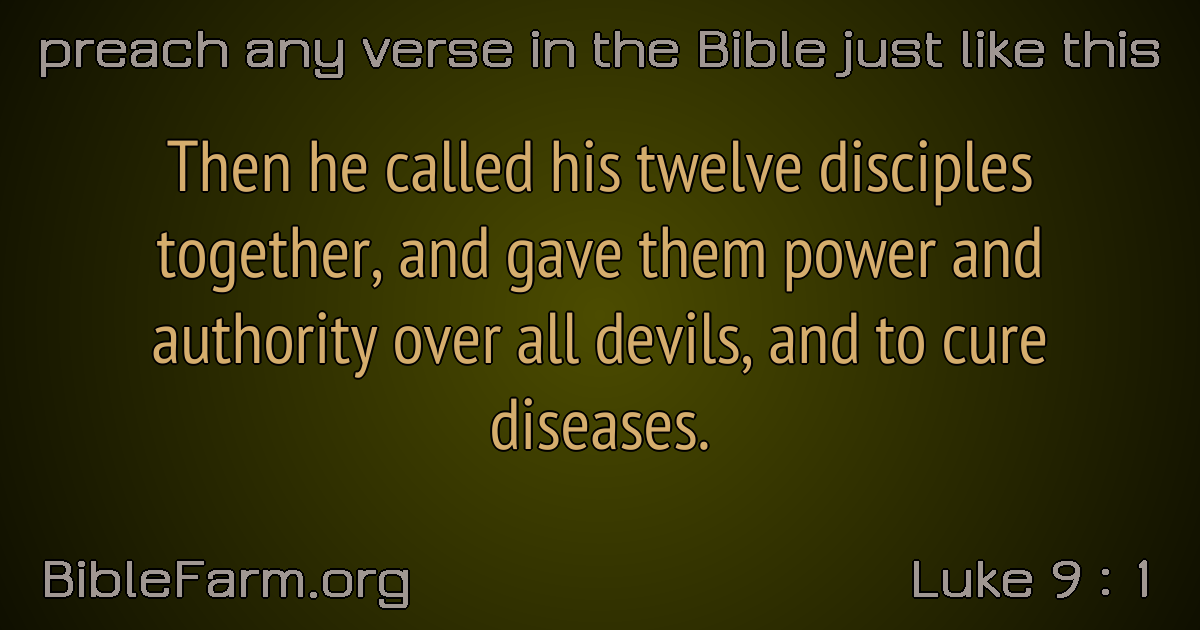 preach any verse in the Bible just like this
Then he called his twelve disciples
together, and gave them power and
authority over all devils, and to cure
diseases.
BibleFarm.org
Luke 9 : 1